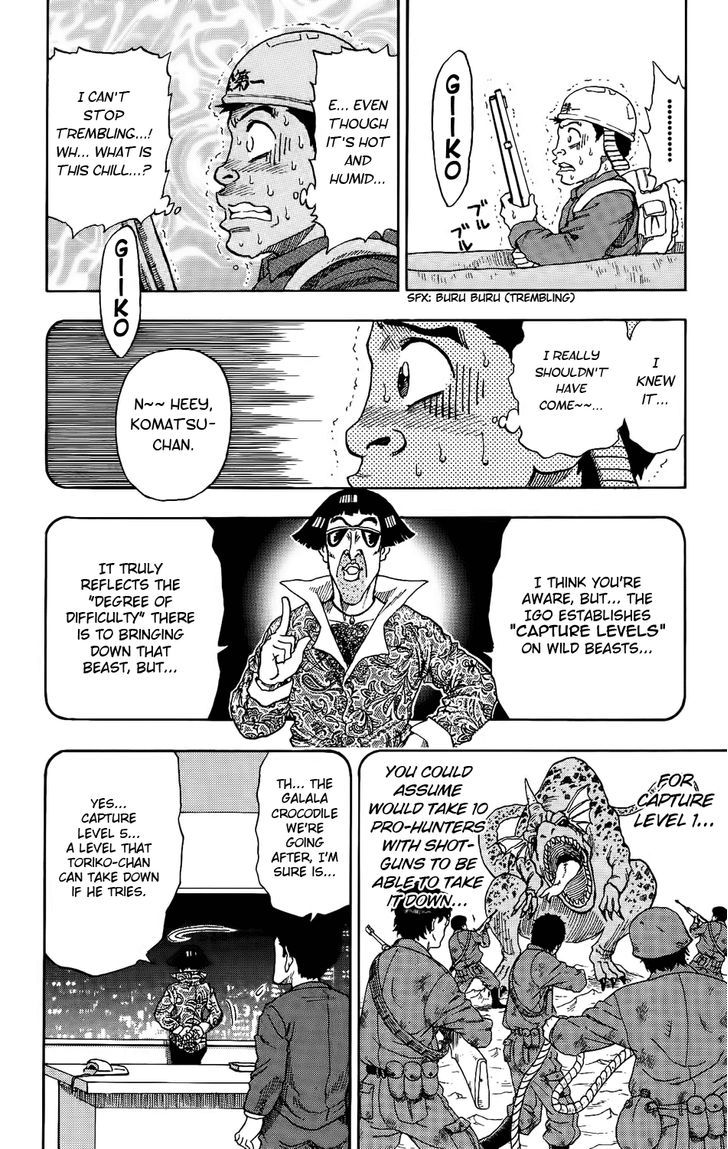 .........
GIIKO
ブル
ブル
SFX: BURU BURU (TREMBLING)
第一
E... EVEN
THOUGH
IT'S HOT
AND
HUMID...
I CAN'T
STOP
TREMBLING...!
WH... WHAT IS
THIS CHILL...?
GIIKO
I
KNEW
IT...
I REALLY
SHOULDN'T
HAVE
COME~~...
N~~ HEEY,
KOMATSU-
CHAN.
I THINK YOU'RE
AWARE, BUT... THE
IGO ESTABLISHES
"CAPTURE LEVELS"
ON WILD BEASTS...
IT TRULY
REFLECTS THE
"DEGREE OF
DIFFICULTY" THERE
IS TO BRINGING
DOWN THAT
BEAST, BUT...
FOR
CAPTURE
LEVEL 1...
YOU COULD
ASSUME
WOULD TAKE 10
PRO-HUNTERS
WITH SHOT-
GUNS TO BE
ABLE TO TAKE
IT DOWN...
TH... THE
GALALA
CROCODILE
WE'RE
GOING
AFTER, I'M
SURE IS...
YES...
CAPTURE
LEVEL 5...
A LEVEL THAT
TORIKO-CHAN
CAN TAKE DOWN
IF HE TRIES.